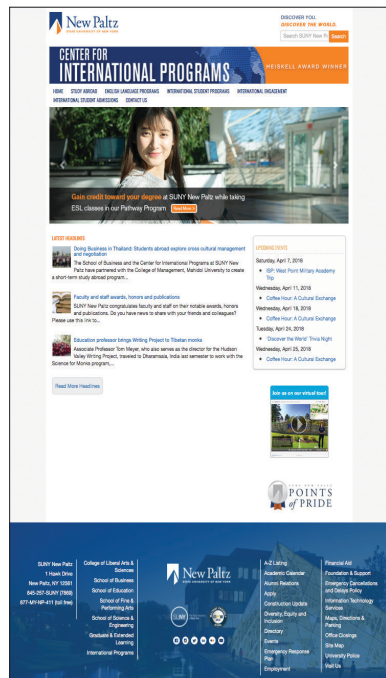 New Paltz
STATE UNIVERSITY OF NEW YORK
DISCOVER YOU.
DISCOVER THE WORLD.
Search SUNY New P
Search
CENTER FOR
INTERNATIONAL PROGRAMS
HEISKELL AWARD WINNER
HOME STUDY ABROAD ENGLISH LANGUAGE PROGRAMS INTERNATIONAL STUDENT PROGRAMS INTERNATIONAL ENGAGEMENT
INTERNATIONAL STUDENT ADMISSIONS CONTACT US
Gain credit toward your degree at SUNY New Paltz while taking
ESL classes in our Pathway Program Read More >
LATEST HEADLINES
Doing Business in Thailand: Students abroad explore cross cultural management
and negotiation
The School of Business and the Center for International Programs at SUNY
New Paltz have partnered with the College of Management, Mahidol University to create
a short-term study abroad program...
Faculty and staff awards, honors and publications
SUNY New Paltz congratulates faculty and staff on their notable awards, honors
and publications. Do you have news to share with your friends and colleagues?
Please use this link to...
Education professor brings Writing Project to Tibetan monks
Associate Professor Tom Meyer, who also serves as the director for the Hudson
Valley Writing Project, traveled to Dharamsala, India last semester to work with the
Science for Monks program,...
Read More Headlines
UPCOMING EVENTS
Saturday, April 7, 2018
ISP: West Point Military Academy
Trip
Wednesday, April 11, 2018
Coffee Hour: A Cultural Exchange
Wednesday, April 18, 2018
Coffee Hour: A Cultural Exchange
Tuesday, April 24, 2018
'Discover the World' Trivia Night
Wednesday, April 25, 2018
Coffee Hour: A Cultural Exchange
Join us on our virtual tour!
SUNY NEW PALTZ
POINTS
of PRIDE
SUNY New Paltz
1 Hawk Drive
New Paltz, NY 12561
845-257-SUNY (7869)
877-MY-NP-411 (toll free)
College of Liberal Arts &
Sciences
School of Business
School of Education
School of Fine &
Performing Arts
School of Science &
Engineering
Graduate & Extended
Learning
International Programs
New Paltz
STATE UNIVERSITY OF NEW YORK
SUNY
A-Z Listing
Academic Calendar
Alumni Relations
Apply
Construction Update
Diversity, Equity and
Inclusion
Directory
Events
Emergency Response
Plan
Employment
Financial Aid
Foundation & Support
Emergency Cancellations
and Delays Policy
Information Technology
Services
Maps, Directions &
Parking
Office Closings
Site Map
University Police
Visit Us